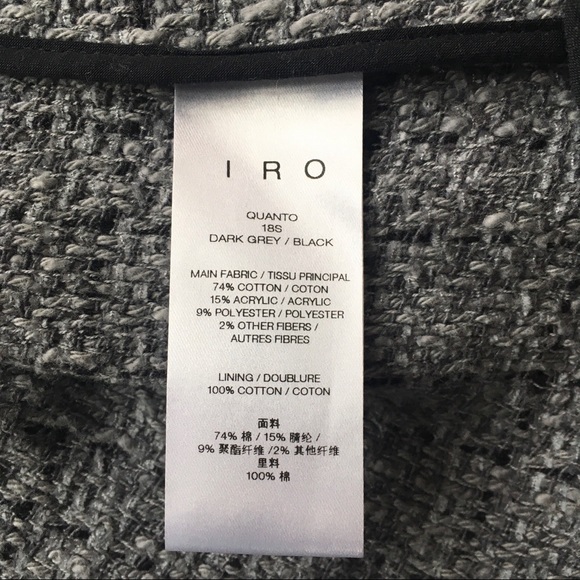 IRO
QUANTO
18S
DARK GREY / BLACK
MAIN FABRIC / TISSU PRINCIPAL
74% COTTON / COTON
15% ACRYLIC / ACRYLIC
9% POLYESTER / POLYESTER
2% OTHER FIBERS /
AUTRES FIBRES
LINING / DOUBLURE
100% COTTON / COTON
面料
74% 棉 / 15% 腈纶 /
9% 聚酯纤维 /2% 其他纤维
里料
100% 棉